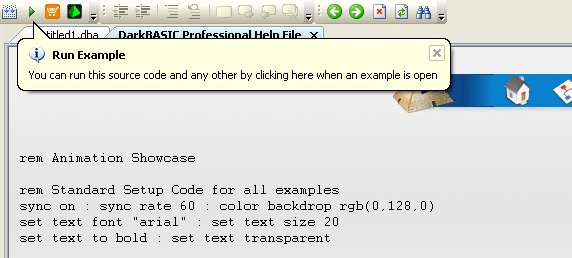 titled1.dba
DarkBASIC Professional Help File
Run Example
You can run this source code and any other by clicking here when an example is open
rem Animation Showcase
rem Standard Setup Code for all examples
sync on : sync rate 60 : color backdrop rgb(0,128,0)
set text font "arial" : set text size 20
set text to bold : set text transparent